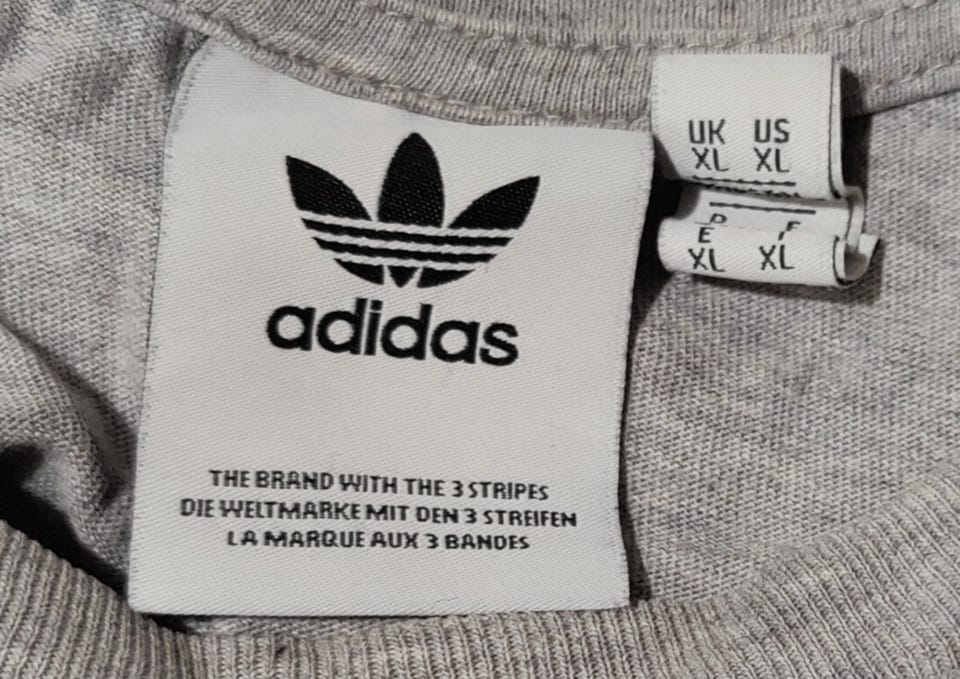 adidas
THE BRAND WITH THE 3 STRIPES
DIE WELTMARKE MIT DEN 3 STREIFEN
LA MARQUE AUX 3 BANDES
UK US
XL XL
D F
E
XL XL